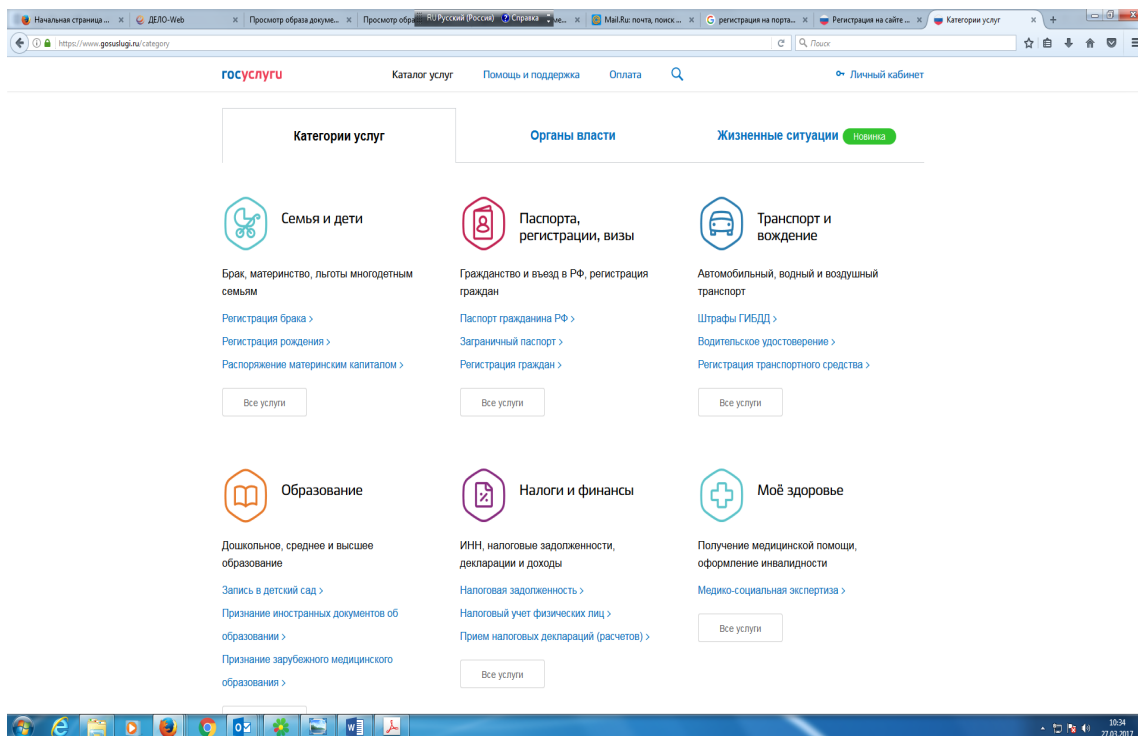 Начальная страница ...
ДЕЛО-Web
Просмотр образа докуме...
Просмотр обра
RU Русский (Россия)
Справка
ме...
Mail.Ru: почта, поиск ...
регистрация на порта...
Регистрация на сайте ...
Категории услуг
https://www.gosuslugi.ru/category
Поиск
госуслуги
Каталог услуг
Помощь и поддержка
Оплата
Личный кабинет
Категории услуг
Органы власти
Жизненные ситуации
Новинка
Семья и дети
Брак, материнство, льготы многодетным
семьям
Регистрация брака >
Регистрация рождения >
Распоряжение материнским капиталом >
Все услуги
Паспорта,
регистрации, визы
Гражданство и въезд в РФ, регистрация
граждан
Паспорт гражданина РФ >
Заграничный паспорт >
Регистрация граждан >
Все услуги
Транспорт и
вождение
Автомобильный, водный и воздушный
транспорт
Штрафы ГИБДД >
Водительское удостоверение >
Регистрация транспортного средства >
Все услуги
Образование
Дошкольное, среднее и высшее
образование
Запись в детский сад >
Признание иностранных документов об
образовании >
Признание зарубежного медицинского
образования >
Налоги и финансы
ИНН, налоговые задолженности,
декларации и доходы
Налоговая задолженность >
Налоговый учет физических лиц >
Прием налоговых деклараций (расчетов) >
Все услуги
Моё здоровье
Получение медицинской помощи,
оформление инвалидности
Медико-социальная экспертиза >
Все услуги
10:34
27.03.2017